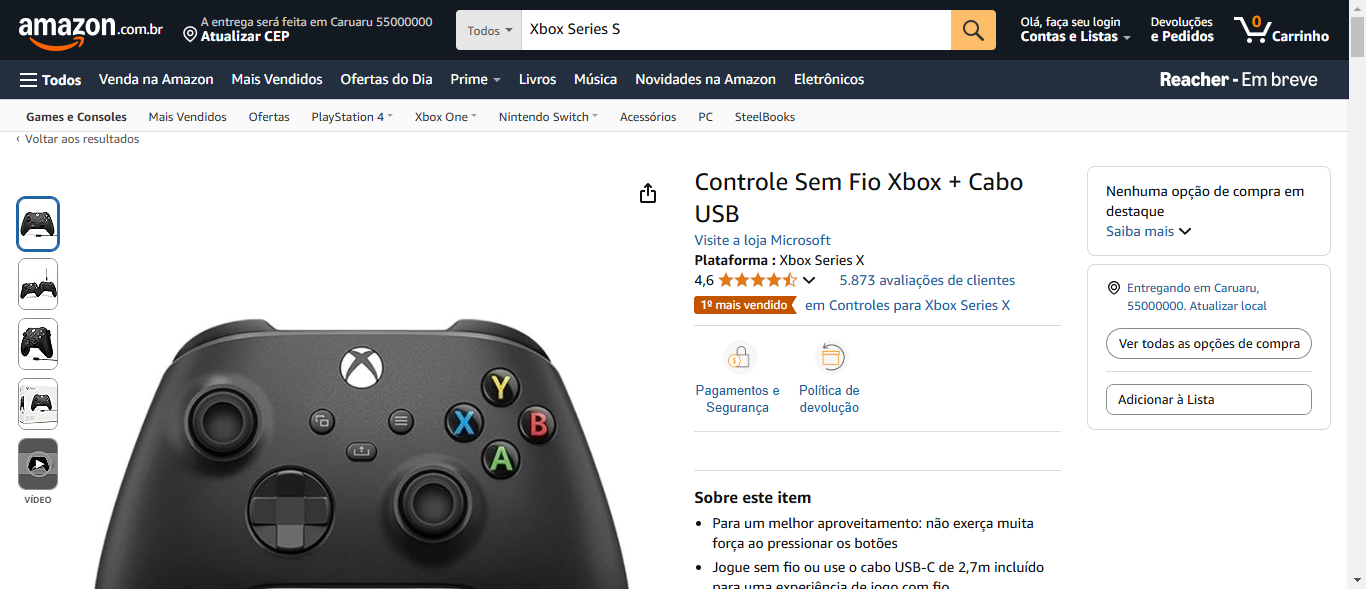 amazon.com.br
A entrega será feita em Caruaru 55000000
Atualizar CEP
Todos
Xbox Series S
Olá, faça seu login
Contas e Listas
Devoluções
e Pedidos
0
Carrinho
Todos
Venda na Amazon
Mais Vendidos
Ofertas do Dia
Prime
Livros
Música
Novidades na Amazon
Eletrônicos
Reacher - Em breve
Games e Consoles
Mais Vendidos
Ofertas
PlayStation 4
Xbox One
Nintendo Switch
Acessórios
PC
SteelBooks
‹ Voltar aos resultados
VÍDEO
Y
X
B
A
Controle Sem Fio Xbox + Cabo
USB
Visite a loja Microsoft
Plataforma : Xbox Series X
4,6
5.873 avaliações de clientes
1º mais vendido
em Controles para Xbox Series X
Pagamentos e
Segurança
Política de
devolução
Sobre este item
• Para um melhor aproveitamento: não exerça muita
força ao pressionar os botões
• Jogue sem fio ou use o cabo USB-C de 2,7m incluído
para uma experiência de jogo com fio
Nenhuma opção de compra em
destaque
Saiba mais
Entregando em Caruaru,
55000000. Atualizar local
Ver todas as opções de compra
Adicionar à Lista